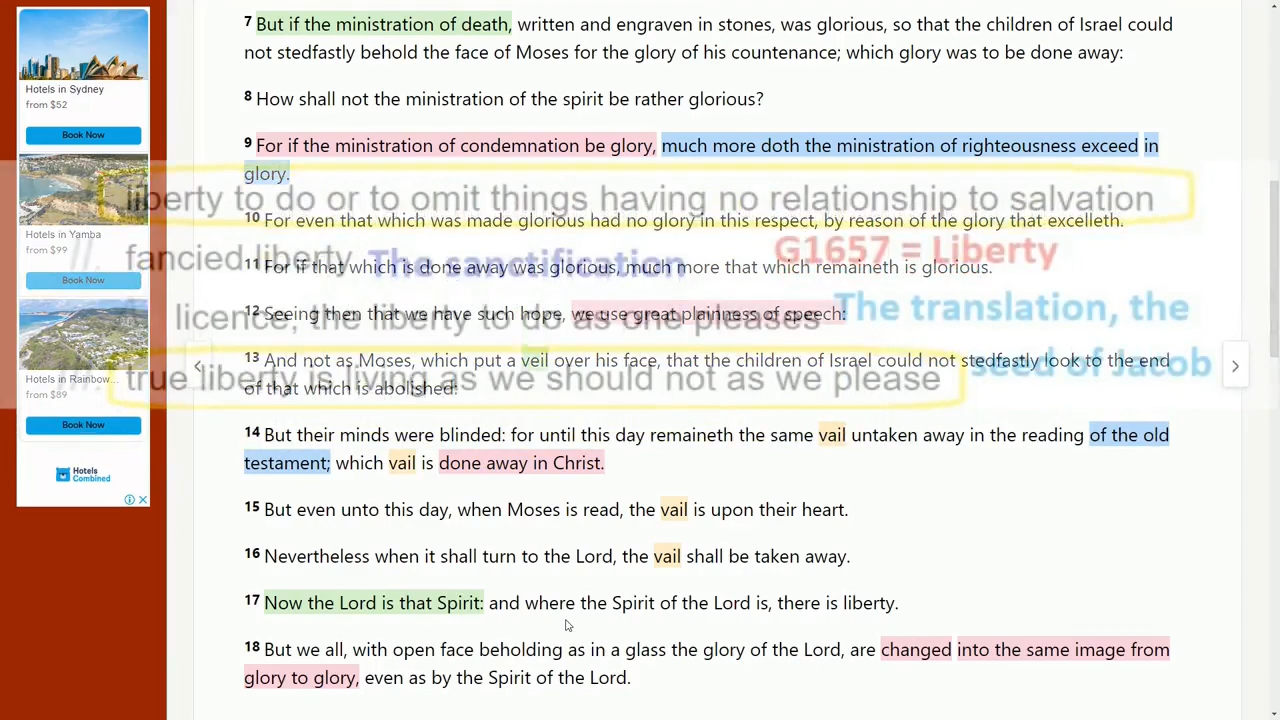 7 But if the ministration of death, written and engraven in stones, was glorious, so that the children of Israel could
not stedfastly behold the face of Moses for the glory of his countenance; which glory was to be done away:
8 How shall not the ministration of the spirit be rather glorious?
9 For if the ministration of condemnation be glory, much more doth the ministration of righteousness exceed in
glory.
liberty to do or to omit things having no relationship to salvation
10 For even that which was made glorious had no glory in this respect, by reason of the glory that excelleth.
fancied liberty
The sanctification
G1657 = Liberty
11 For if that which is done away was glorious, much more that which remaineth is glorious.
licence, the liberty to do as one pleases
The translation, the
12 Seeing then that we have such hope, we use great plainness of speech:
13 And not as Moses, which put a veil over his face, that the children of Israel could not stedfastly look to the end
of that which is abolished:
true liberty is living as we should not as we please
seed of Jacob
14 But their minds were blinded: for until this day remaineth the same vail untaken away in the reading of the old
testament; which vail is done away in Christ.
15 But even unto this day, when Moses is read, the vail is upon their heart.
16 Nevertheless when it shall turn to the Lord, the vail shall be taken away.
17 Now the Lord is that Spirit: and where the Spirit of the Lord is, there is liberty.
18 But we all, with open face beholding as in a glass the glory of the Lord, are changed into the same image from
glory to glory, even as by the Spirit of the Lord.
Hotels in Sydney
from $52
Book Now
Hotels in Yamba
from $99
Book Now
Hotels in Rainbow...
from $89
Book Now
Hotels
Combined